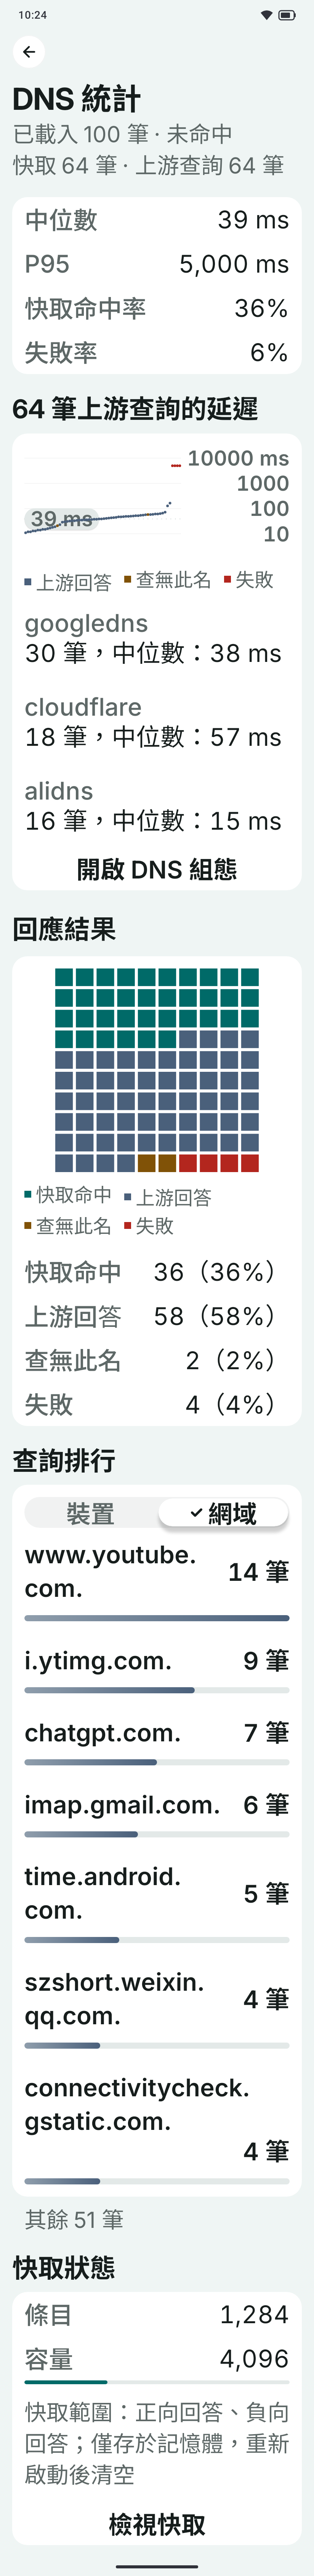 10:24
DNS 統計
已載入 100 筆 · 未命中
快取 64 筆 · 上游查詢 64 筆
中位數 39 ms
P95 5,000 ms
快取命中率 36%
失敗率 6%
64 筆上游查詢的延遲
10000 ms
1000
100
10
39 ms
上游回答 查無此名 失敗
googledns
30 筆，中位數：38 ms
cloudflare
18 筆，中位數：57 ms
alidns
16 筆，中位數：15 ms
開啟 DNS 組態
回應結果
快取命中 上游回答
查無此名 失敗
快取命中 36（36%）
上游回答 58（58%）
查無此名 2（2%）
失敗 4（4%）
查詢排行
裝置 網域
www.youtube.
com. 14 筆
i.ytimg.com. 9 筆
chatgpt.com. 7 筆
imap.gmail.com. 6 筆
time.android.
com. 5 筆
szshort.weixin.
qq.com. 4 筆
connectivitycheck.
gstatic.com.
4 筆
其餘 51 筆
快取狀態
條目 1,284
容量 4,096
快取範圍：正向回答、負向
回答；僅存於記憶體，重新
啟動後清空
檢視快取